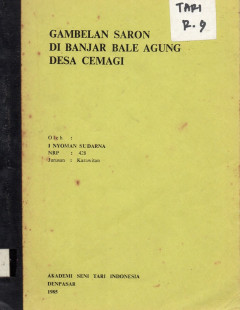 TARI
R.9
GAMBELAN SARON
DI BANJAR BALE AGUNG
DESA CEMAGI
Oleh :
I NYOMAN SUDARNA
NRP : 421
Jurusan : Karawitan
AKADEMI SENI TARI INDONESIA
DENPASAR
1985